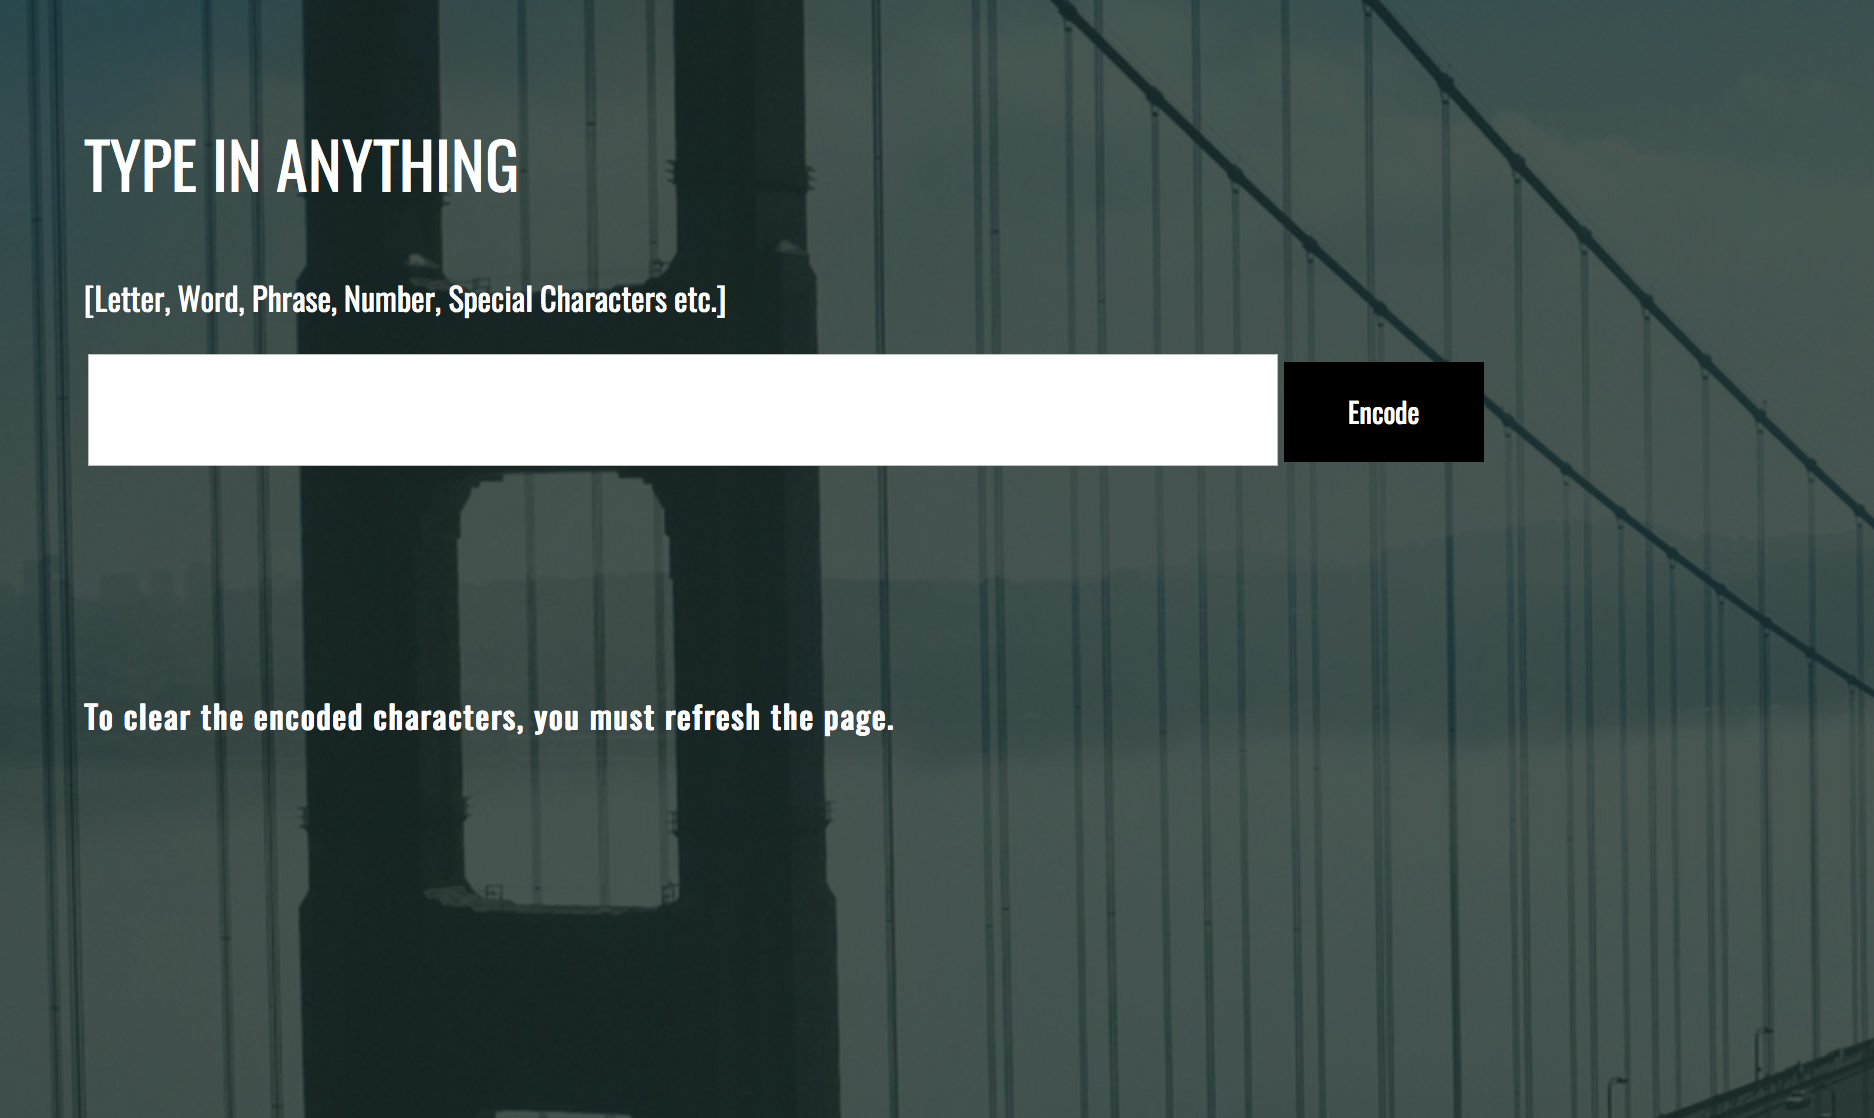 TYPE IN ANYTHING
[Letter, Word, Phrase, Number, Special Characters etc.]
Encode
To clear the encoded characters, you must refresh the page.